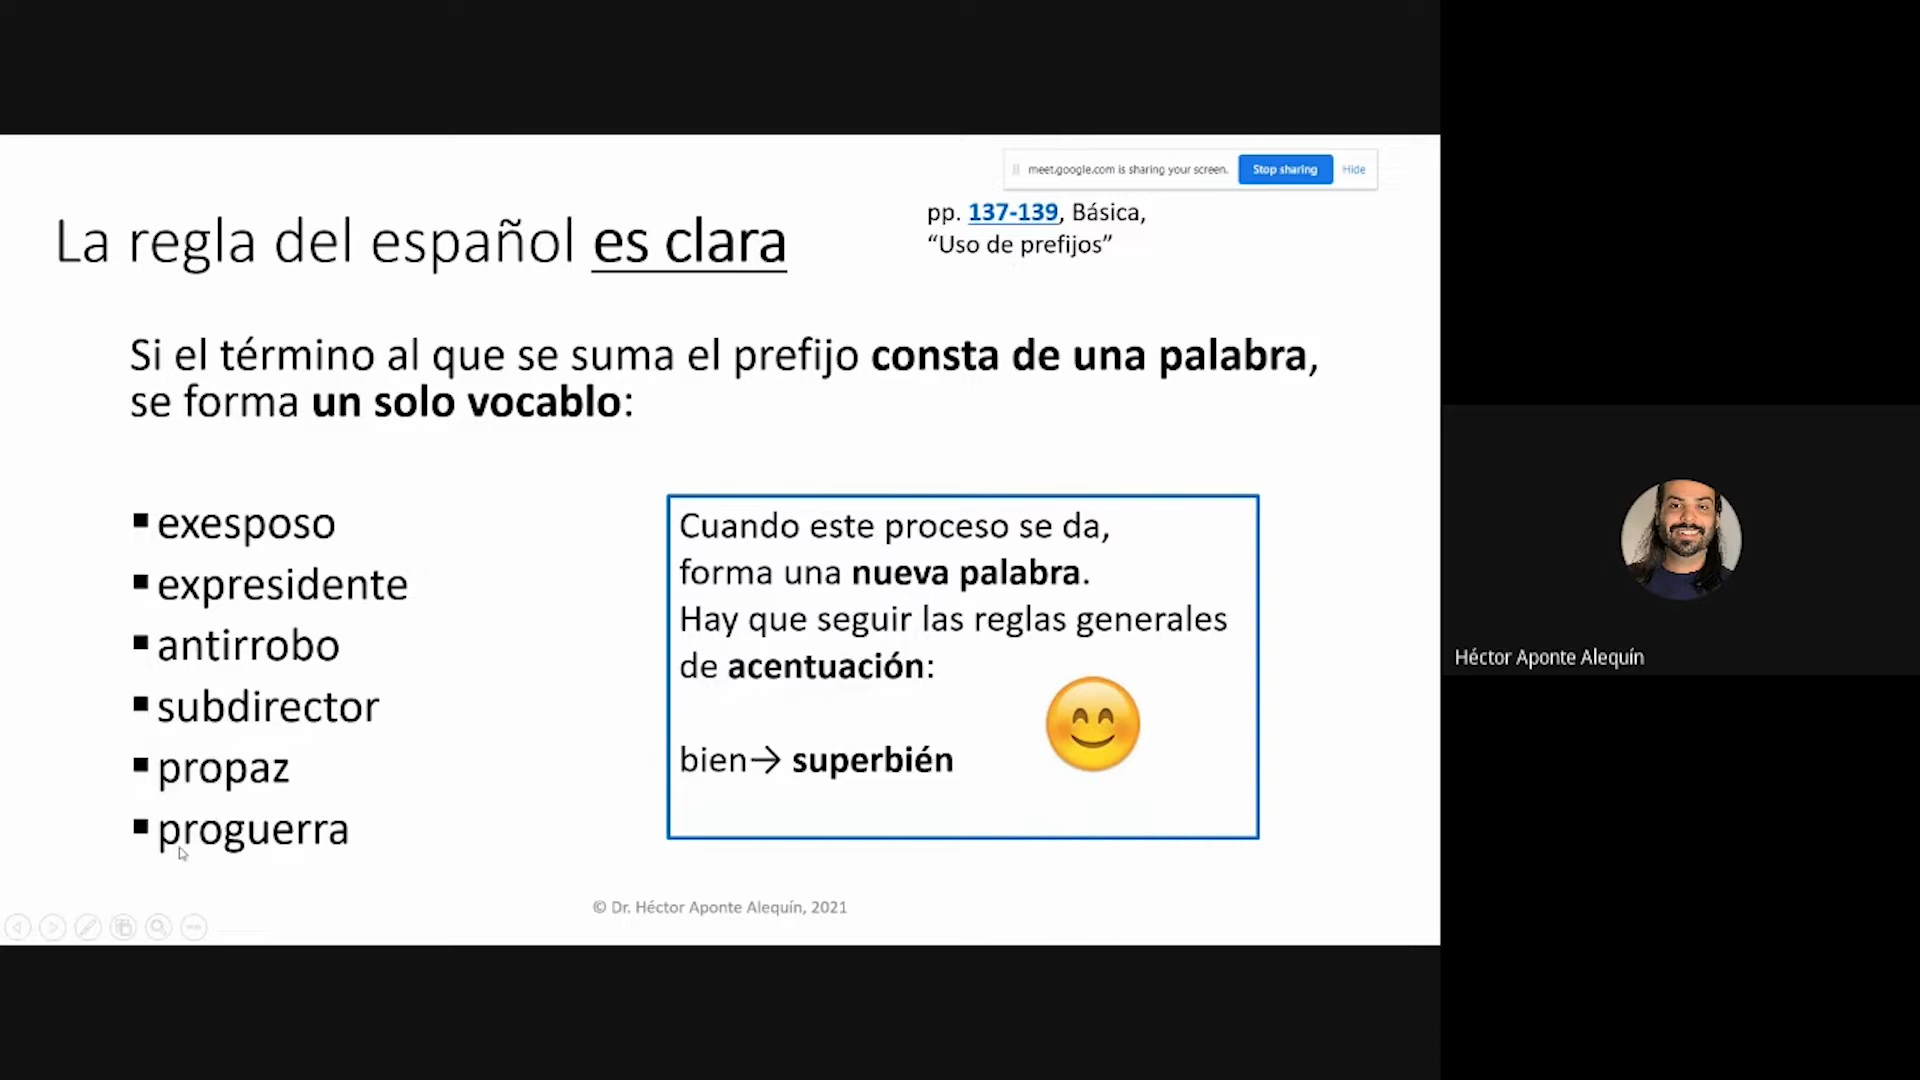 meet.google.com is sharing your screen.
Stop sharing
Hide
La regla del español es clara
pp. 137-139, Básica,
“Uso de prefijos”
Si el término al que se suma el prefijo consta de una palabra,
se forma un solo vocablo:
▪exesposo
▪expresidente
▪antirrobo
▪subdirector
▪propaz
▪proguerra
Cuando este proceso se da,
forma una nueva palabra.
Hay que seguir las reglas generales
de acentuación:
bien→ superbién
© Dr. Héctor Aponte Alequín, 2021
Héctor Aponte Alequín